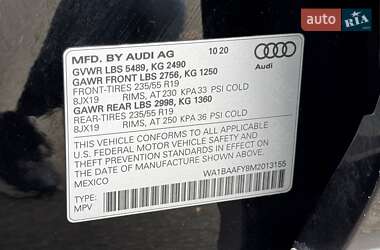 auto RIA.com
MFD. BY AUDI AG 10 20
GVWR LBS 5489, KG 2490
GAWR FRONT LBS 2756, KG 1250
FRONT-TIRES 235/55 R19
8JX19 RIMS, AT 230 KPA 33 PSI COLD
GAWR REAR LBS 2998, KG 1360
REAR-TIRES 235/55 R19
8JX19 RIMS, AT 250 KPA 36 PSI COLD
Audi
THIS VEHICLE CONFORMS TO ALL APPLICABLE
FEDERAL MOTOR VEHICLE SAFETY AND
THEFT PREVENTION STANDARDS IN EFFECT ON
THE DATE OF MANUFACTURE SHOWN ABOVE.
MEXICO
WA1BAAFY8M2013155
TYPE:
MPV